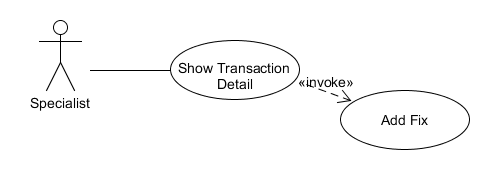 Show Transaction
Detail
«invoke»
Specialist
Add Fix